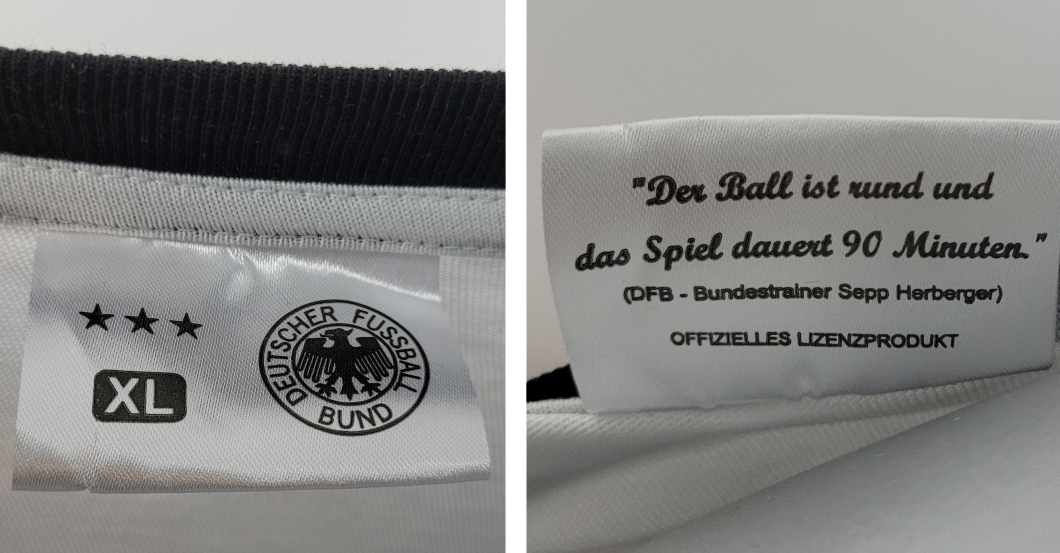 ★★★
XL
DEUTSCHER FUSSBALL
BUND
"Der Ball ist rund und
das Spiel dauert 90 Minuten."
(DFB - Bundestrainer Sepp Herberger)
OFFIZIELLES LIZENZPRODUKT